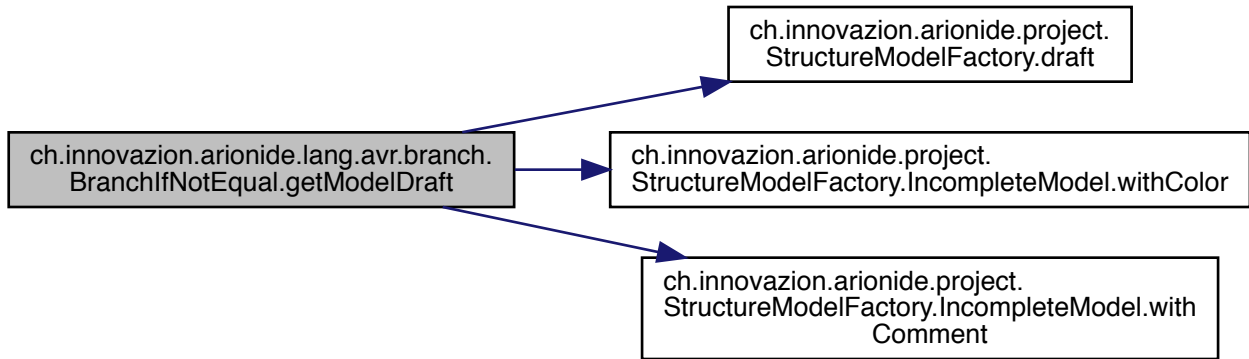 ch.innovazion.arionide.project.
StructureModelFactory.draft
ch.innovazion.arionide.lang.avr.branch.
BranchIfNotEqual.getModelDraft
ch.innovazion.arionide.project.
StructureModelFactory.IncompleteModel.withColor
ch.innovazion.arionide.project.
StructureModelFactory.IncompleteModel.with
Comment